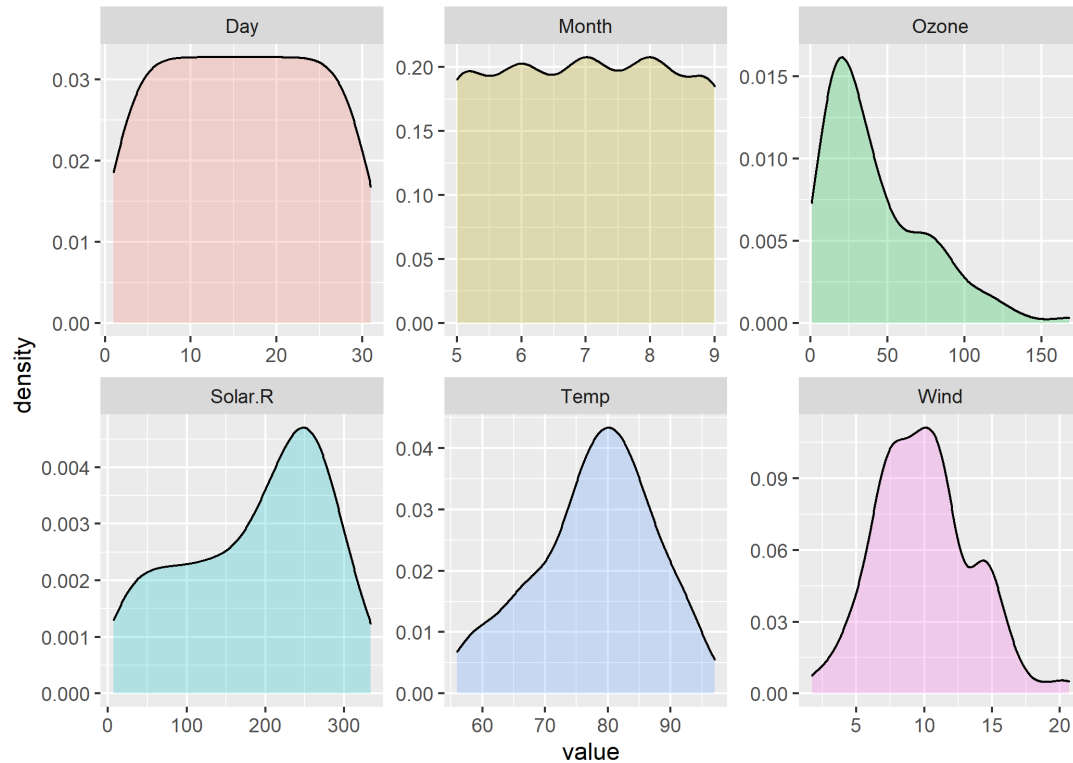 Day
Month
Ozone
0.03
0.02
0.01
0.00
0 10 20 30
0.20
0.15
0.10
0.05
0.00
5 6 7 8 9
0.015
0.010
0.005
0.000
0 50 100 150
density
Solar.R
Temp
Wind
0.004
0.003
0.002
0.001
0.000
0 100 200 300
0.04
0.03
0.02
0.01
0.00
60 70 80 90
0.09
0.06
0.03
0.00
5 10 15 20
value